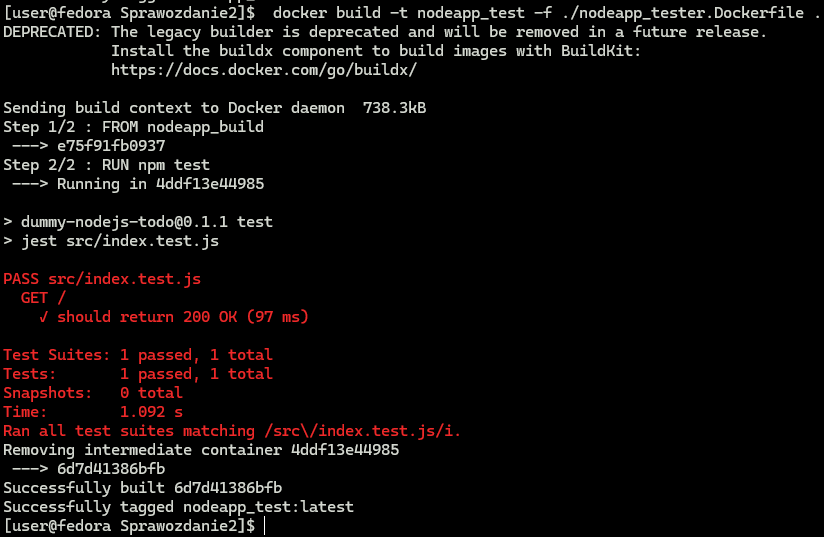 [user@fedora Sprawozdanie2]$  docker build -t nodeapp_test -f ./nodeapp_tester.Dockerfile .
DEPRECATED: The legacy builder is deprecated and will be removed in a future release.
            Install the buildx component to build images with BuildKit:
            https://docs.docker.com/go/buildx/

Sending build context to Docker daemon  738.3kB
Step 1/2 : FROM nodeapp_build
 ---> e75f91fb0937
Step 2/2 : RUN npm test
 ---> Running in 4ddf13e44985

> dummy-nodejs-todo@0.1.1 test
> jest src/index.test.js

PASS src/index.test.js
  GET /
    ✓ should return 200 OK (97 ms)

Test Suites: 1 passed, 1 total
Tests:       1 passed, 1 total
Snapshots:   0 total
Time:        1.092 s
Ran all test suites matching /src\/index.test.js/i.
Removing intermediate container 4ddf13e44985
 ---> 6d7d41386bfb
Successfully built 6d7d41386bfb
Successfully tagged nodeapp_test:latest
[user@fedora Sprawozdanie2]$